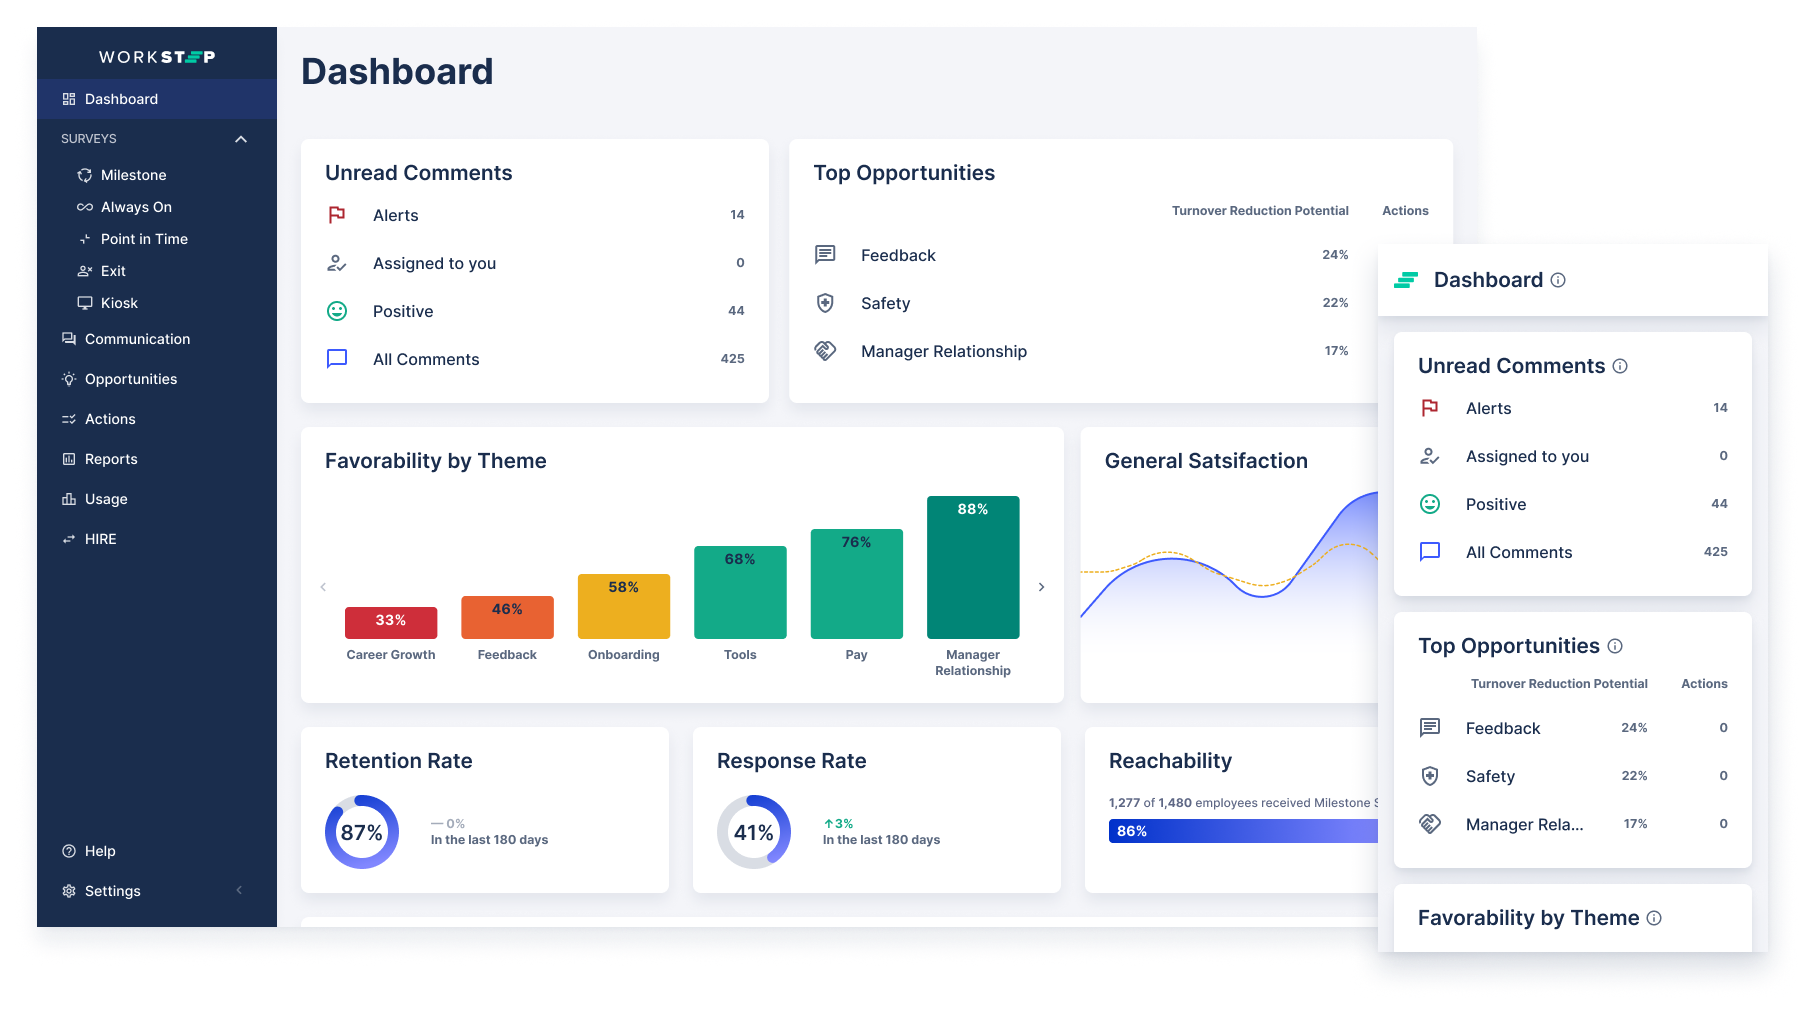 WORKSTEP
Dashboard
SURVEYS
Milestone
Always On
Point in Time
Exit
Kiosk
Communication
Opportunities
Actions
Reports
Usage
HIRE
Help
Settings
Dashboard
Unread Comments
Alerts 14
Assigned to you 0
Positive 44
All Comments 425
Top Opportunities
Turnover Reduction Potential Actions
Feedback 24%
Safety 22%
Manager Relationship 17%
Favorability by Theme
33%
46%
58%
68%
76%
88%
Career Growth
Feedback
Onboarding
Tools
Pay
Manager
Relationship
General Satsifaction
Retention Rate
87%
— 0%
In the last 180 days
Response Rate
41%
↑3%
In the last 180 days
Reachability
1,277 of 1,480 employees received Milestone S
86%
Dashboard
Unread Comments
Alerts 14
Assigned to you 0
Positive 44
All Comments 425
Top Opportunities
Turnover Reduction Potential Actions
Feedback 24% 0
Safety 22% 0
Manager Rela... 17% 0
Favorability by Theme